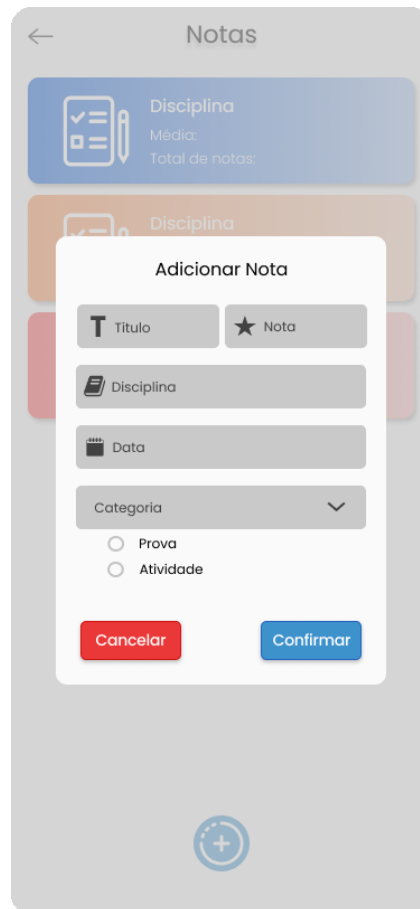 Notas
Disciplina
Média:
Total de notas:
Disciplina
Adicionar Nota
T Titulo
Nota
Disciplina
Data
Categoria
Prova
Atividade
Cancelar
Confirmar